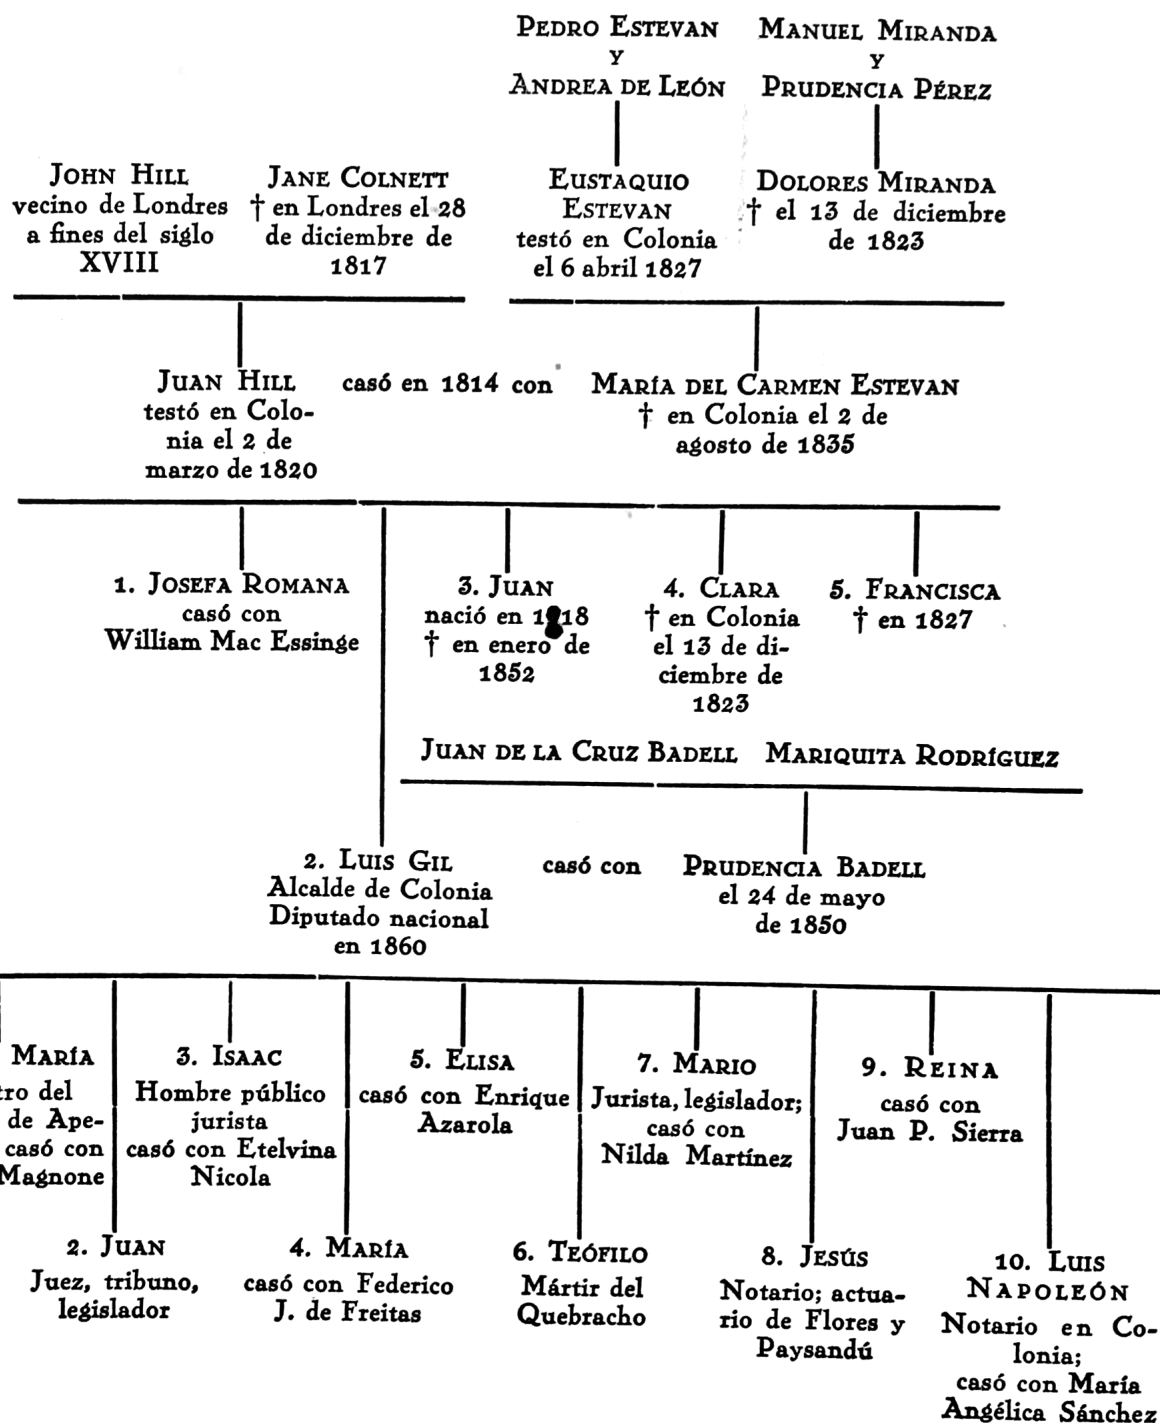 PEDRO ESTEVAN
Y
ANDREA DE LEÓN
MANUEL MIRANDA
Y
PRUDENCIA PÉREZ
JOHN HILL
vecino de Londres
a fines del siglo
XVIII
JANE COLNETT
† en Londres el 28
de diciembre de
1817
EUSTAQUIO
ESTEVAN
testó en Colonia
el 6 abril 1827
DOLORES MIRANDA
† el 13 de diciembre
de 1823
JUAN HILL
testó en Colo-
nia el 2 de
marzo de 1820
casó en 1814 con
MARÍA DEL CARMEN ESTEVAN
† en Colonia el 2 de
agosto de 1835
1. JOSEFA ROMANA
casó con
William Mac Essinge
3. JUAN
nació en 1818
† en enero de
1852
4. CLARA
† en Colonia
el 13 de di-
ciembre de
1823
5. FRANCISCA
† en 1827
JUAN DE LA CRUZ BADELL MARIQUITA RODRÍGUEZ
2. LUIS GIL
Alcalde de Colonia
Diputado nacional
en 1860
casó con
PRUDENCIA BADELL
el 24 de mayo
de 1850
MARÍA
tro del
de Ape-
casó con
Magnone
3. ISAAC
Hombre público
jurista
casó con Etelvina
Nicola
5. ELISA
casó con Enrique
Azarola
7. MARIO
Jurista, legislador;
casó con
Nilda Martínez
9. REINA
casó con
Juan P. Sierra
2. JUAN
Juez, tribuno,
legislador
4. MARÍA
casó con Federico
J. de Freitas
6. TEÓFILO
Mártir del
Quebracho
8. JESÚS
Notario; actua-
rio de Flores y
Paysandú
10. LUIS
NAPOLEÓN
Notario en Co-
lonia;
casó con María
Angélica Sánchez